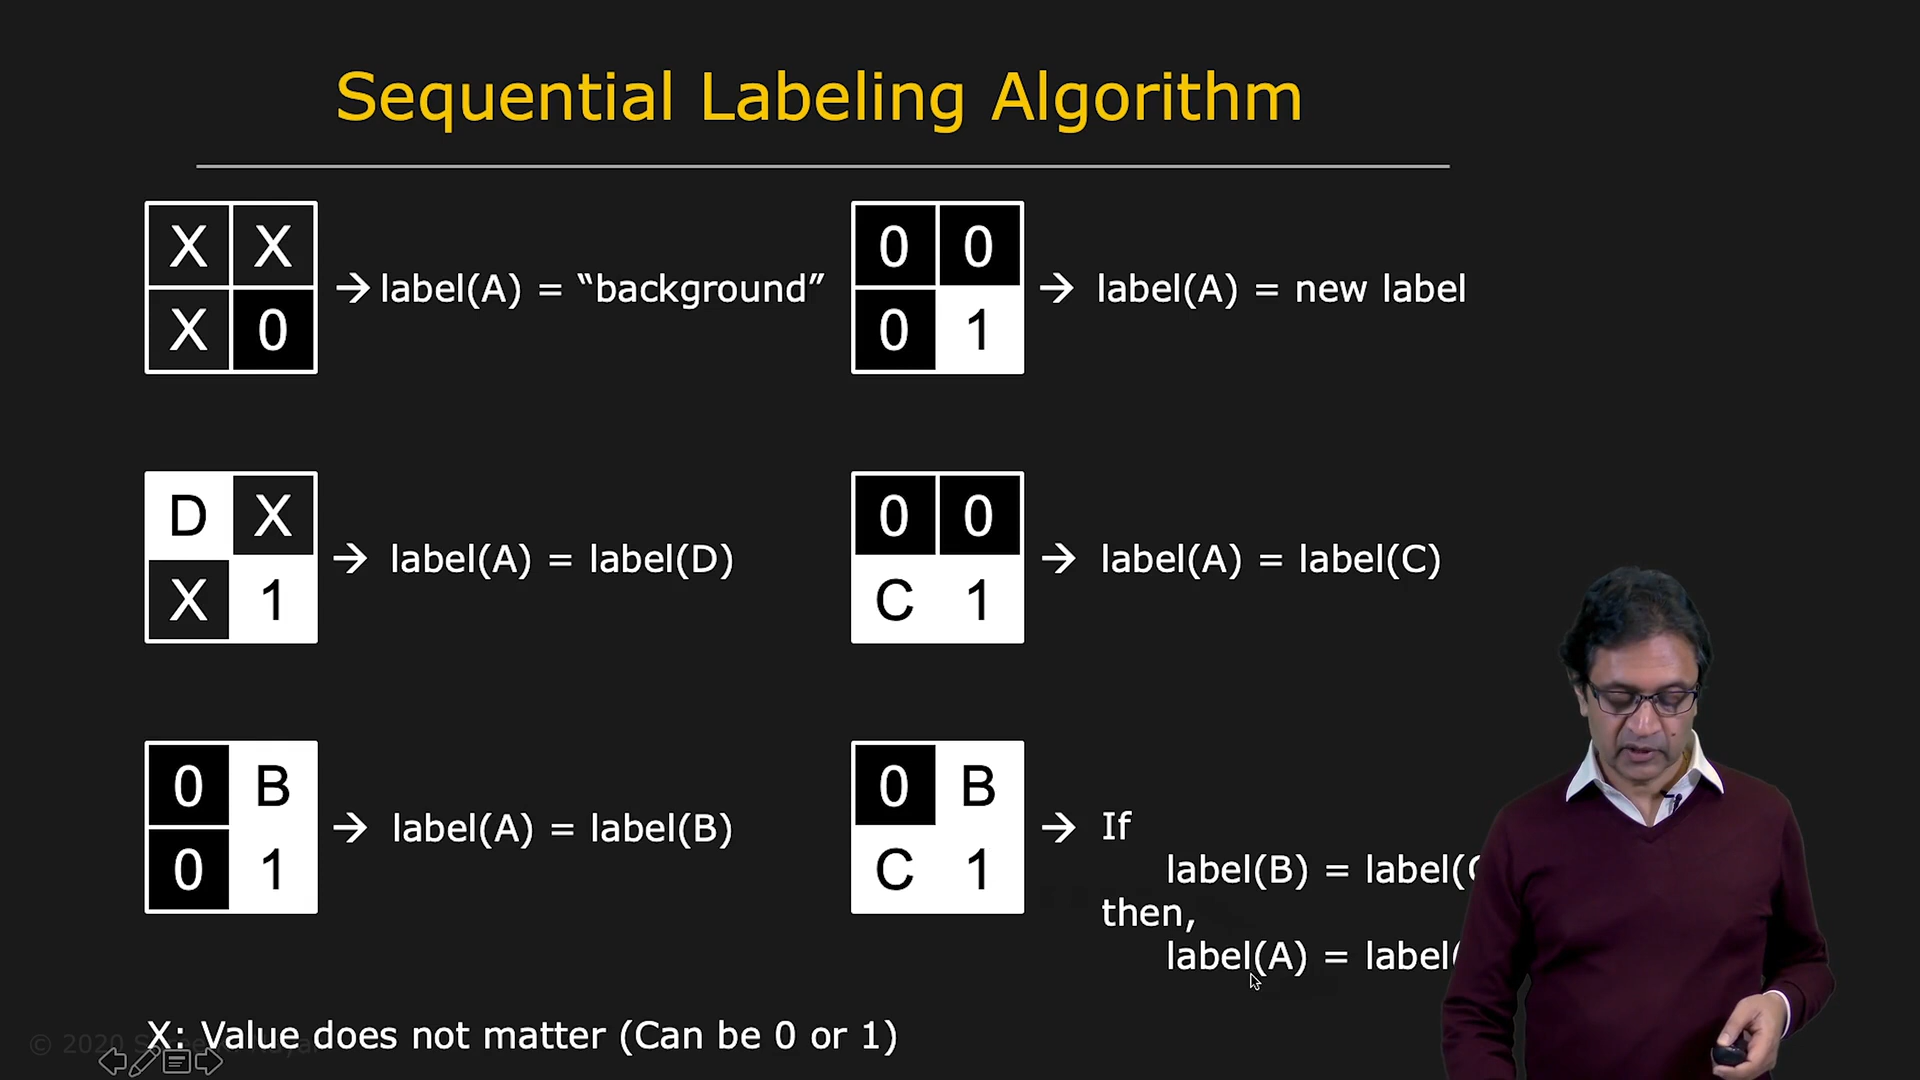 Sequential Labeling Algorithm
X X
X 0
→ label(A) = “background”
0 0
0 1
→ label(A) = new label
D X
X 1
→ label(A) = label(D)
0 0
C 1
→ label(A) = label(C)
0 B
0 1
→ label(A) = label(B)
0 B
C 1
→ If
label(B) = label(
then,
label(A) = label(
X: Value does not matter (Can be 0 or 1)
© 2020